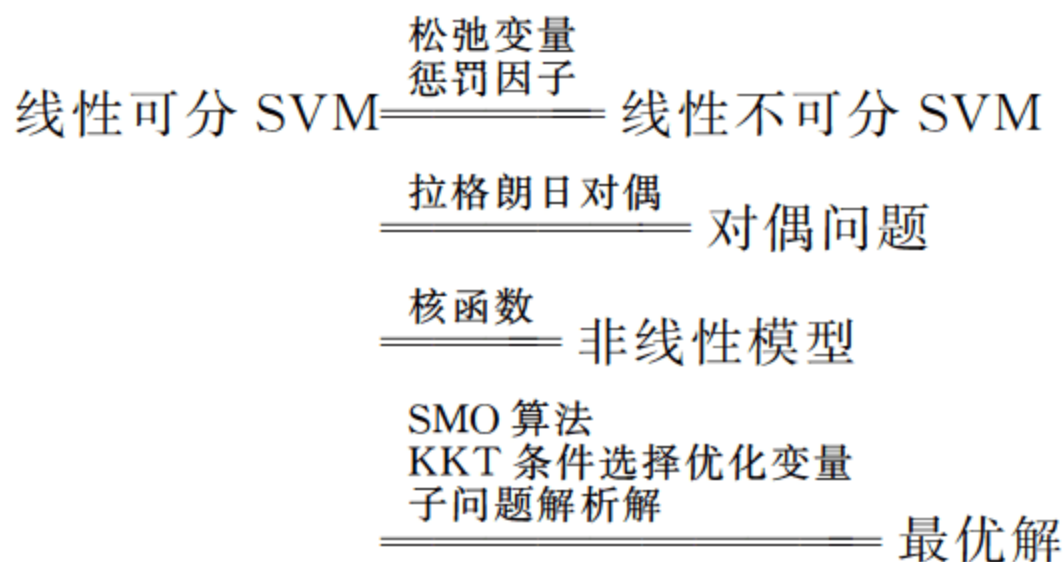 松弛变量
惩罚因子
线性可分 SVM 线性不可分 SVM
拉格朗日对偶
对偶问题
核函数
非线性模型
SMO 算法
KKT 条件选择优化变量
子问题解析解
最优解